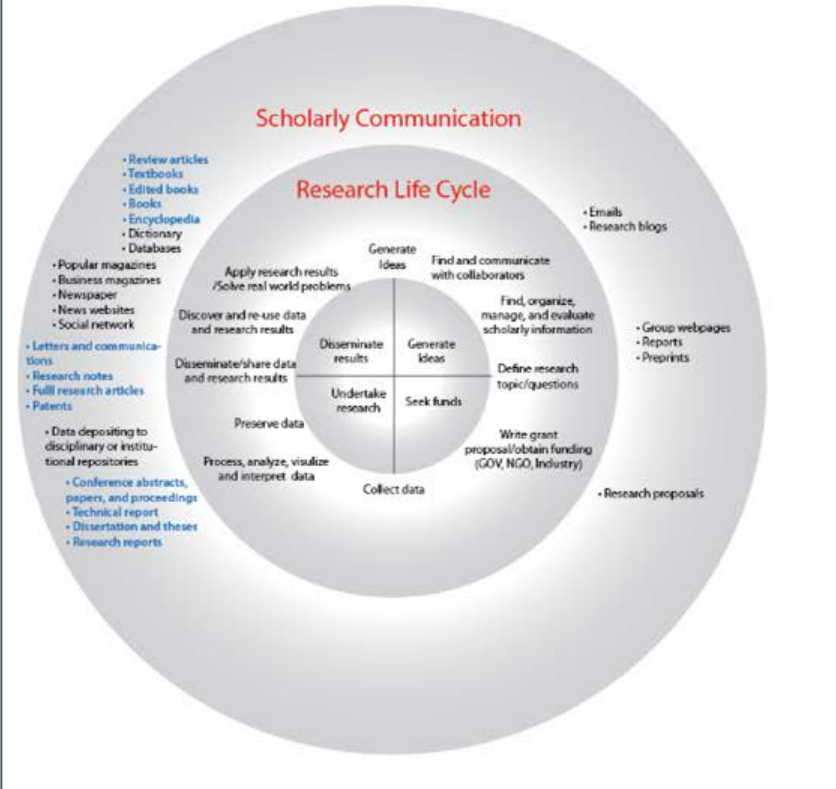 Scholarly Communication
Research Life Cycle
• Review articles
• Textbooks
• Edited books
• Books
• Encyclopedia
• Dictionary
• Databases
• Popular magazines
• Business magazines
• Newspaper
• News websites
• Social network
• Letters and communica-
tions
• Research notes
• Fulll research articles
• Patents
• Data depositing to
disciplinary or institu-
tional repositories
• Conference abstracts,
papers, and proceedings
• Technical report
• Dissertation and theses
• Research reports
Generate
Ideas
Find and communicate
with collaborators
Find, organize,
manage, and evaluate
scholarly information
Define research
topic/questions
Write grant
proposal/obtain funding
(GOV, NGO, Industry)
Collect data
Process, analyze, visulize
and interpret data
Preserve data
Disseminate/share data
and research results
Discover and re-use data
and research results
Apply research results
/Solve real world problems
Disseminate
results
Generate
Ideas
Undertake
research
Seek funds
• Emails
• Research blogs
• Group webpages
• Reports
• Preprints
• Research proposals